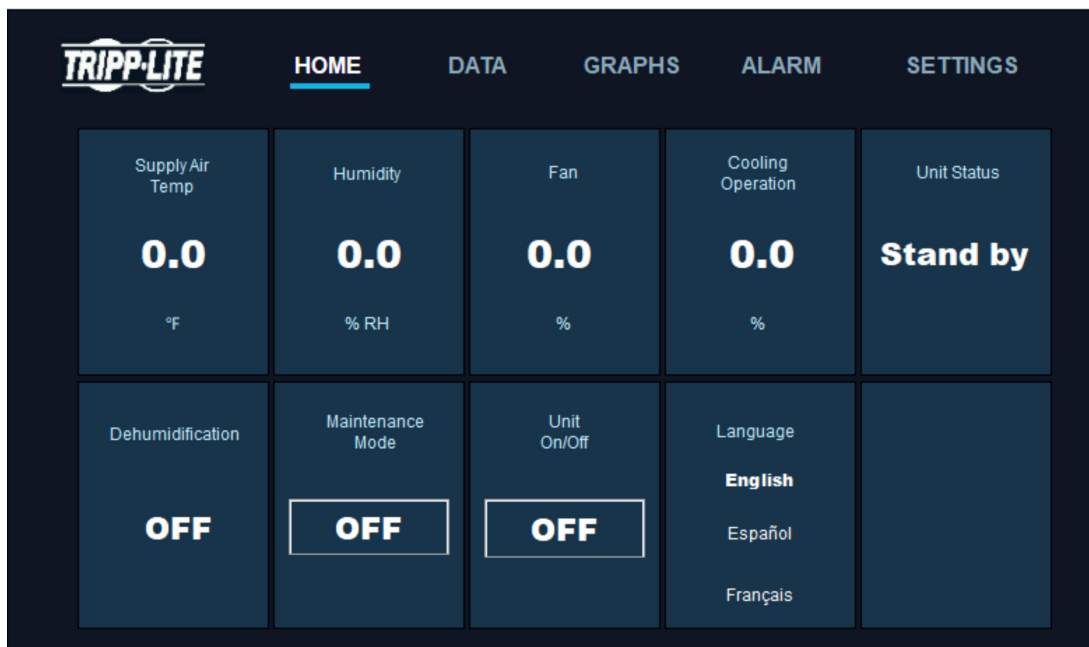 TRIPP·LITE
HOME DATA GRAPHS ALARM SETTINGS
Supply Air
Temp
0.0
°F
Humidity
0.0
% RH
Fan
0.0
%
Cooling
Operation
0.0
%
Unit Status
Stand by
Dehumidification
OFF
Maintenance
Mode
OFF
Unit
On/Off
OFF
Language
English
Español
Français